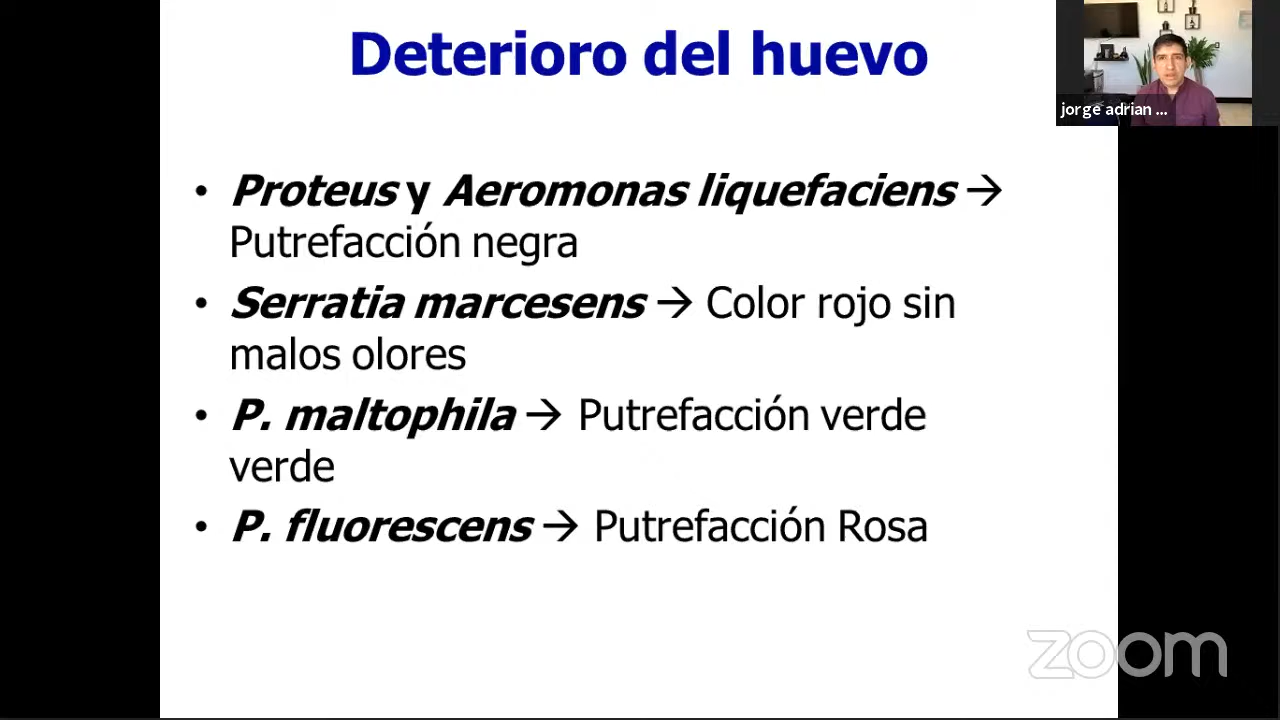 Deterioro del huevo
jorge adrian ...
• Proteus y Aeromonas liquefaciens →
Putrefacción negra
• Serratia marcesens → Color rojo sin
malos olores
• P. maltophila → Putrefacción verde
verde
• P. fluorescens → Putrefacción Rosa
zoom